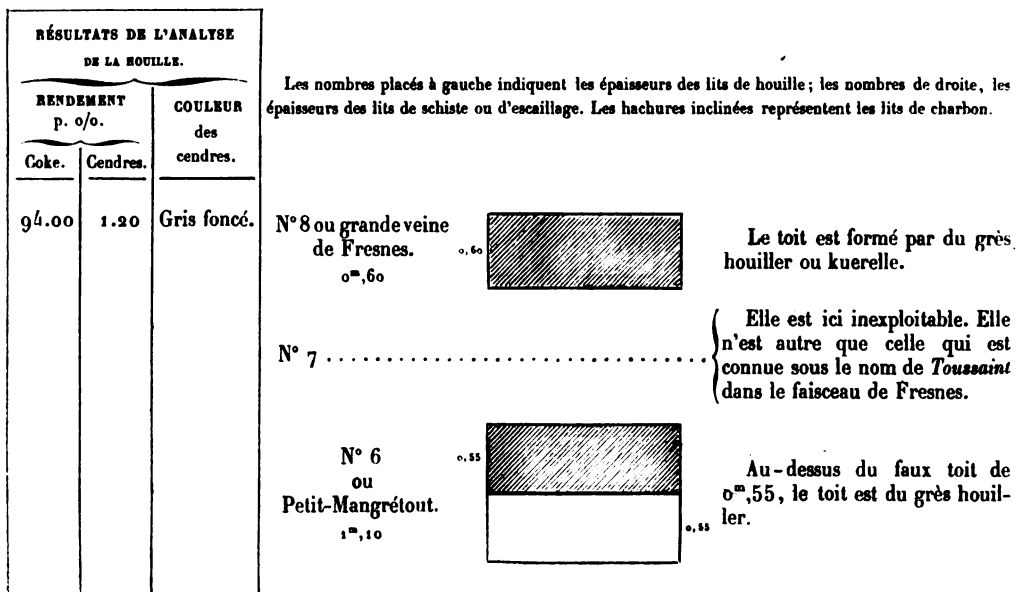 RÉSULTATS DE L'ANALYSE
DE LA HOUILLE.
RENDEMENT
p. 0/0.
COULEUR
des
cendres.
Coke.
Cendres.
94.00
1.20
Gris foncé.
Les nombres placés à gauche indiquent les épaisseurs des lits de houille; les nombres de droite, les
épaisseurs des lits de schiste ou d'escaillage. Les hachures inclinées représentent les lits de charbon.
N° 8 ou grande veine
de Fresnes.
0ᵐ,60
0,60
Le toit est formé par du grès
houiller ou kuerelle.
N° 7 ........................................
Elle est ici inexploitable. Elle
n'est autre que celle qui est
connue sous le nom de Toussaint
dans le faisceau de Fresnes.
N° 6
ou
Petit-Mangrétout.
1ᵐ,10
0,55
0,55
Au-dessus du faux toit de
0ᵐ,55, le toit est du grès houil-
ler.